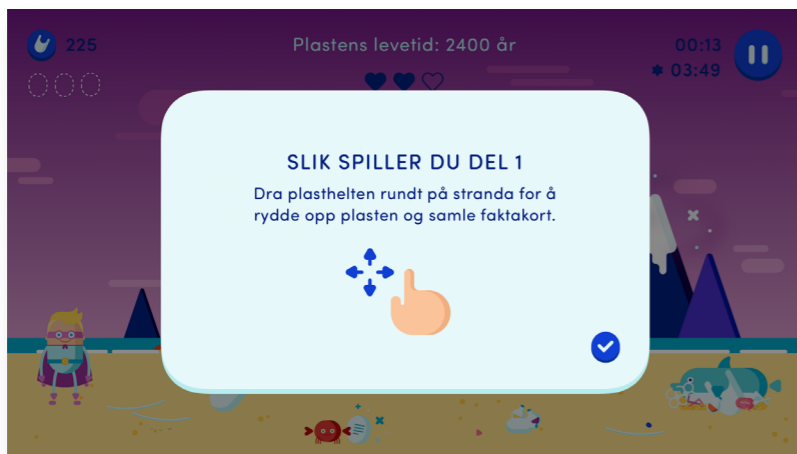 225
Plastens levetid: 2400 år
00:13
03:49
SLIK SPILLER DU DEL 1
Dra plasthelten rundt på stranda for å
rydde opp plasten og samle faktakort.